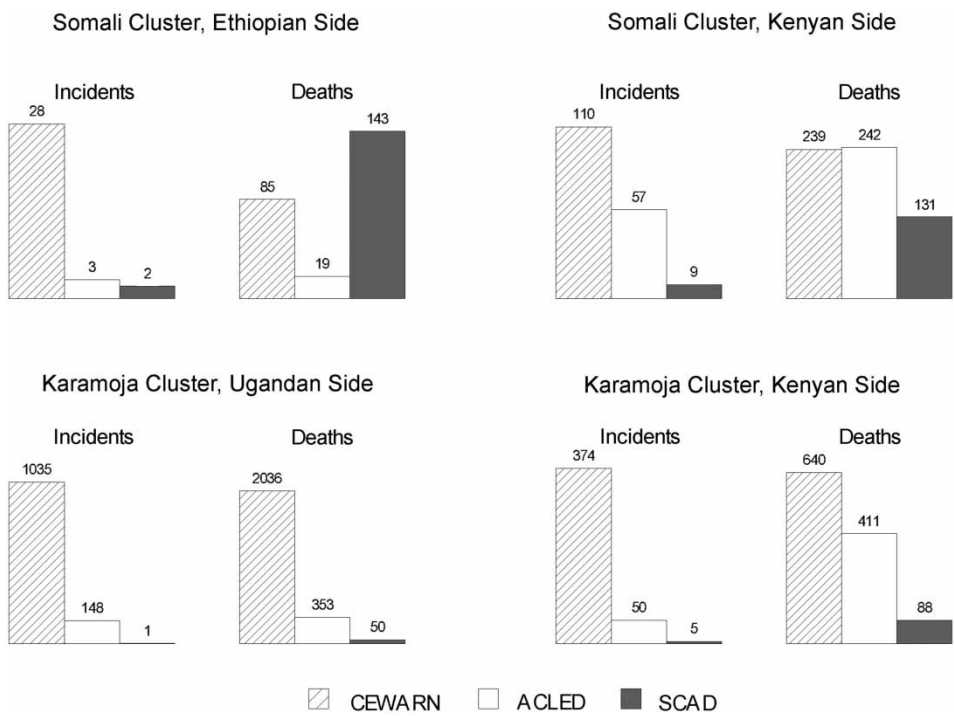 Somali Cluster, Ethiopian Side
Incidents
28
3
2
Deaths
85
19
143
Somali Cluster, Kenyan Side
Incidents
110
57
9
Deaths
239
242
131
Karamoja Cluster, Ugandan Side
Incidents
1035
148
1
Deaths
2036
353
50
Karamoja Cluster, Kenyan Side
Incidents
374
50
5
Deaths
640
411
88
CEWARN ACLED SCAD